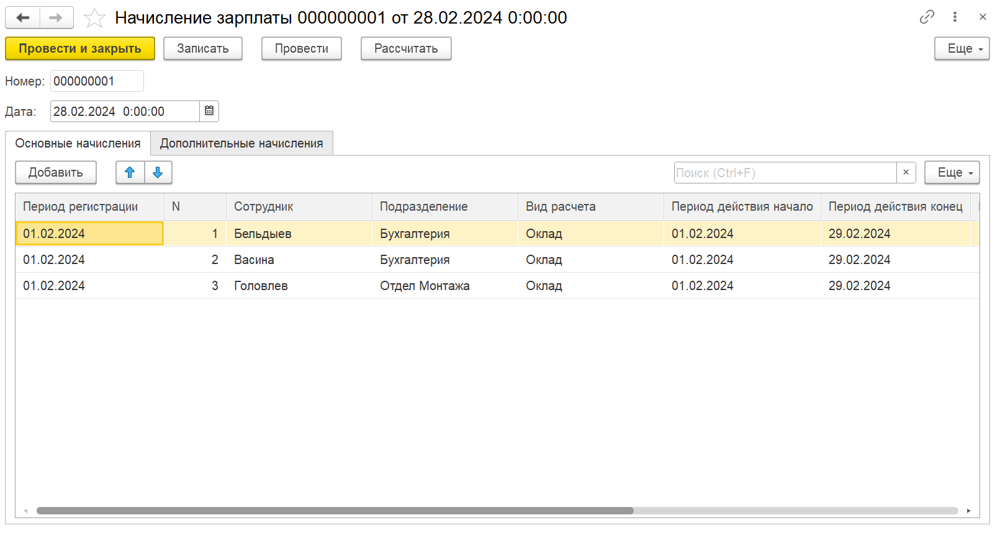 Начисление зарплаты 000000001 от 28.02.2024 0:00:00
Провести и закрыть Записать Провести Рассчитать Еще
Номер: 000000001
Дата: 28.02.2024 0:00:00
Основные начисления Дополнительные начисления
Добавить Поиск (Ctrl+F) × Еще
Период регистрации N Сотрудник Подразделение Вид расчета Период действия начало Период действия конец
01.02.2024 1 Бельдыев Бухгалтерия Оклад 01.02.2024 29.02.2024
01.02.2024 2 Васина Бухгалтерия Оклад 01.02.2024 29.02.2024
01.02.2024 3 Головлев Отдел Монтажа Оклад 01.02.2024 29.02.2024